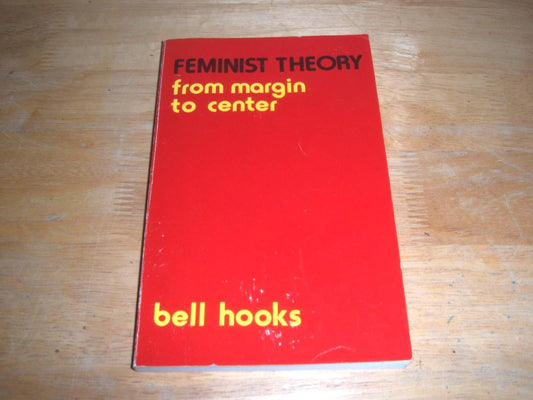 FEMINIST THEORY
from margin
to center
bell hooks